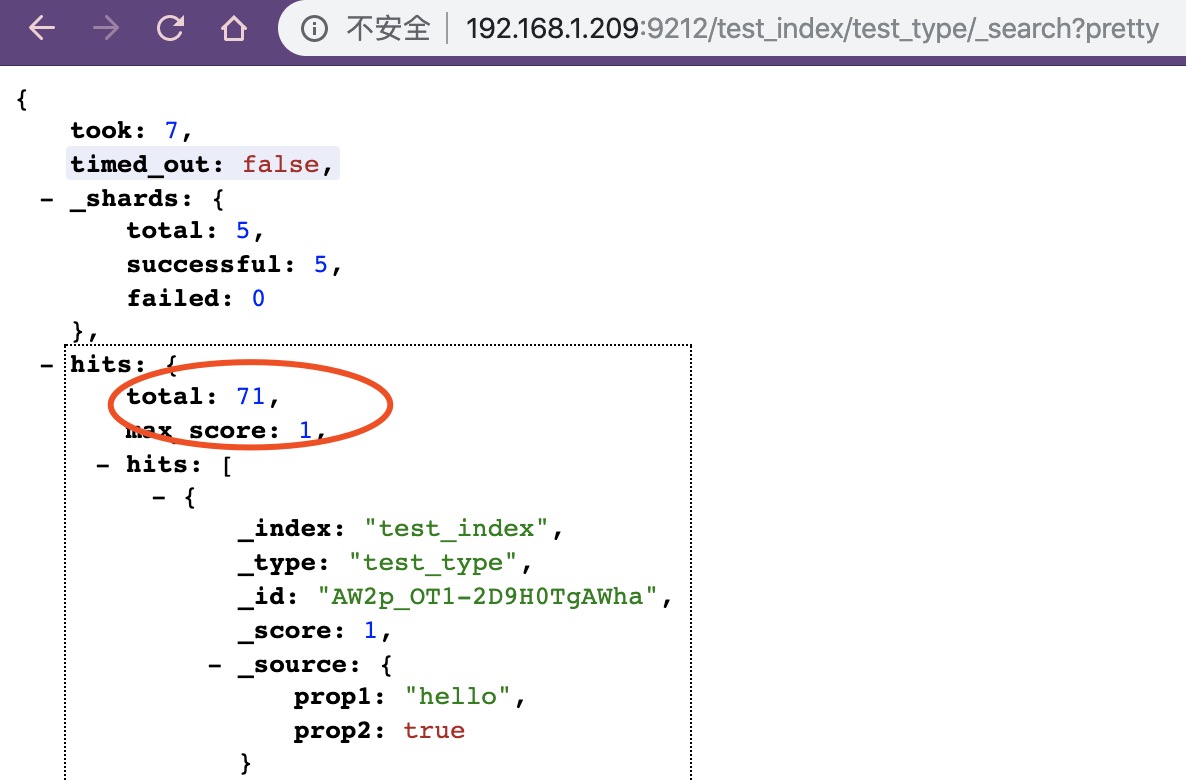 不安全 192.168.1.209:9212/test_index/test_type/_search?pretty
{
took: 7,
timed_out: false,
- _shards: {
total: 5,
successful: 5,
failed: 0
},
- hits: {
total: 71,
max_score: 1,
- hits: [
- {
_index: "test_index",
_type: "test_type",
_id: "AW2p_OT1-2D9H0TgAWha",
_score: 1,
- _source: {
prop1: "hello",
prop2: true
}